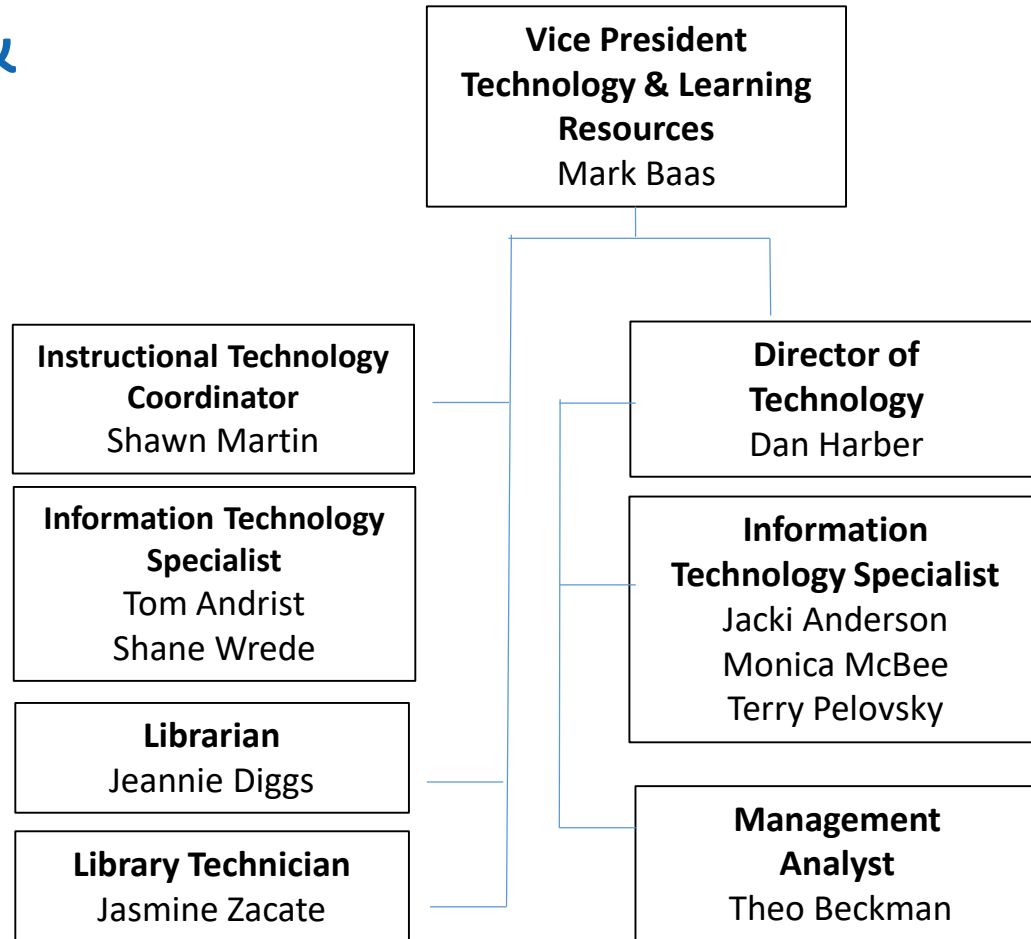 &
Vice President
Technology & Learning
Resources
Mark Baas
Instructional Technology
Coordinator
Shawn Martin
Information Technology
Specialist
Tom Andrist
Shane Wrede
Librarian
Jeannie Diggs
Library Technician
Jasmine Zacate
Director of
Technology
Dan Harber
Information
Technology Specialist
Jacki Anderson
Monica McBee
Terry Pelovsky
Management
Analyst
Theo Beckman